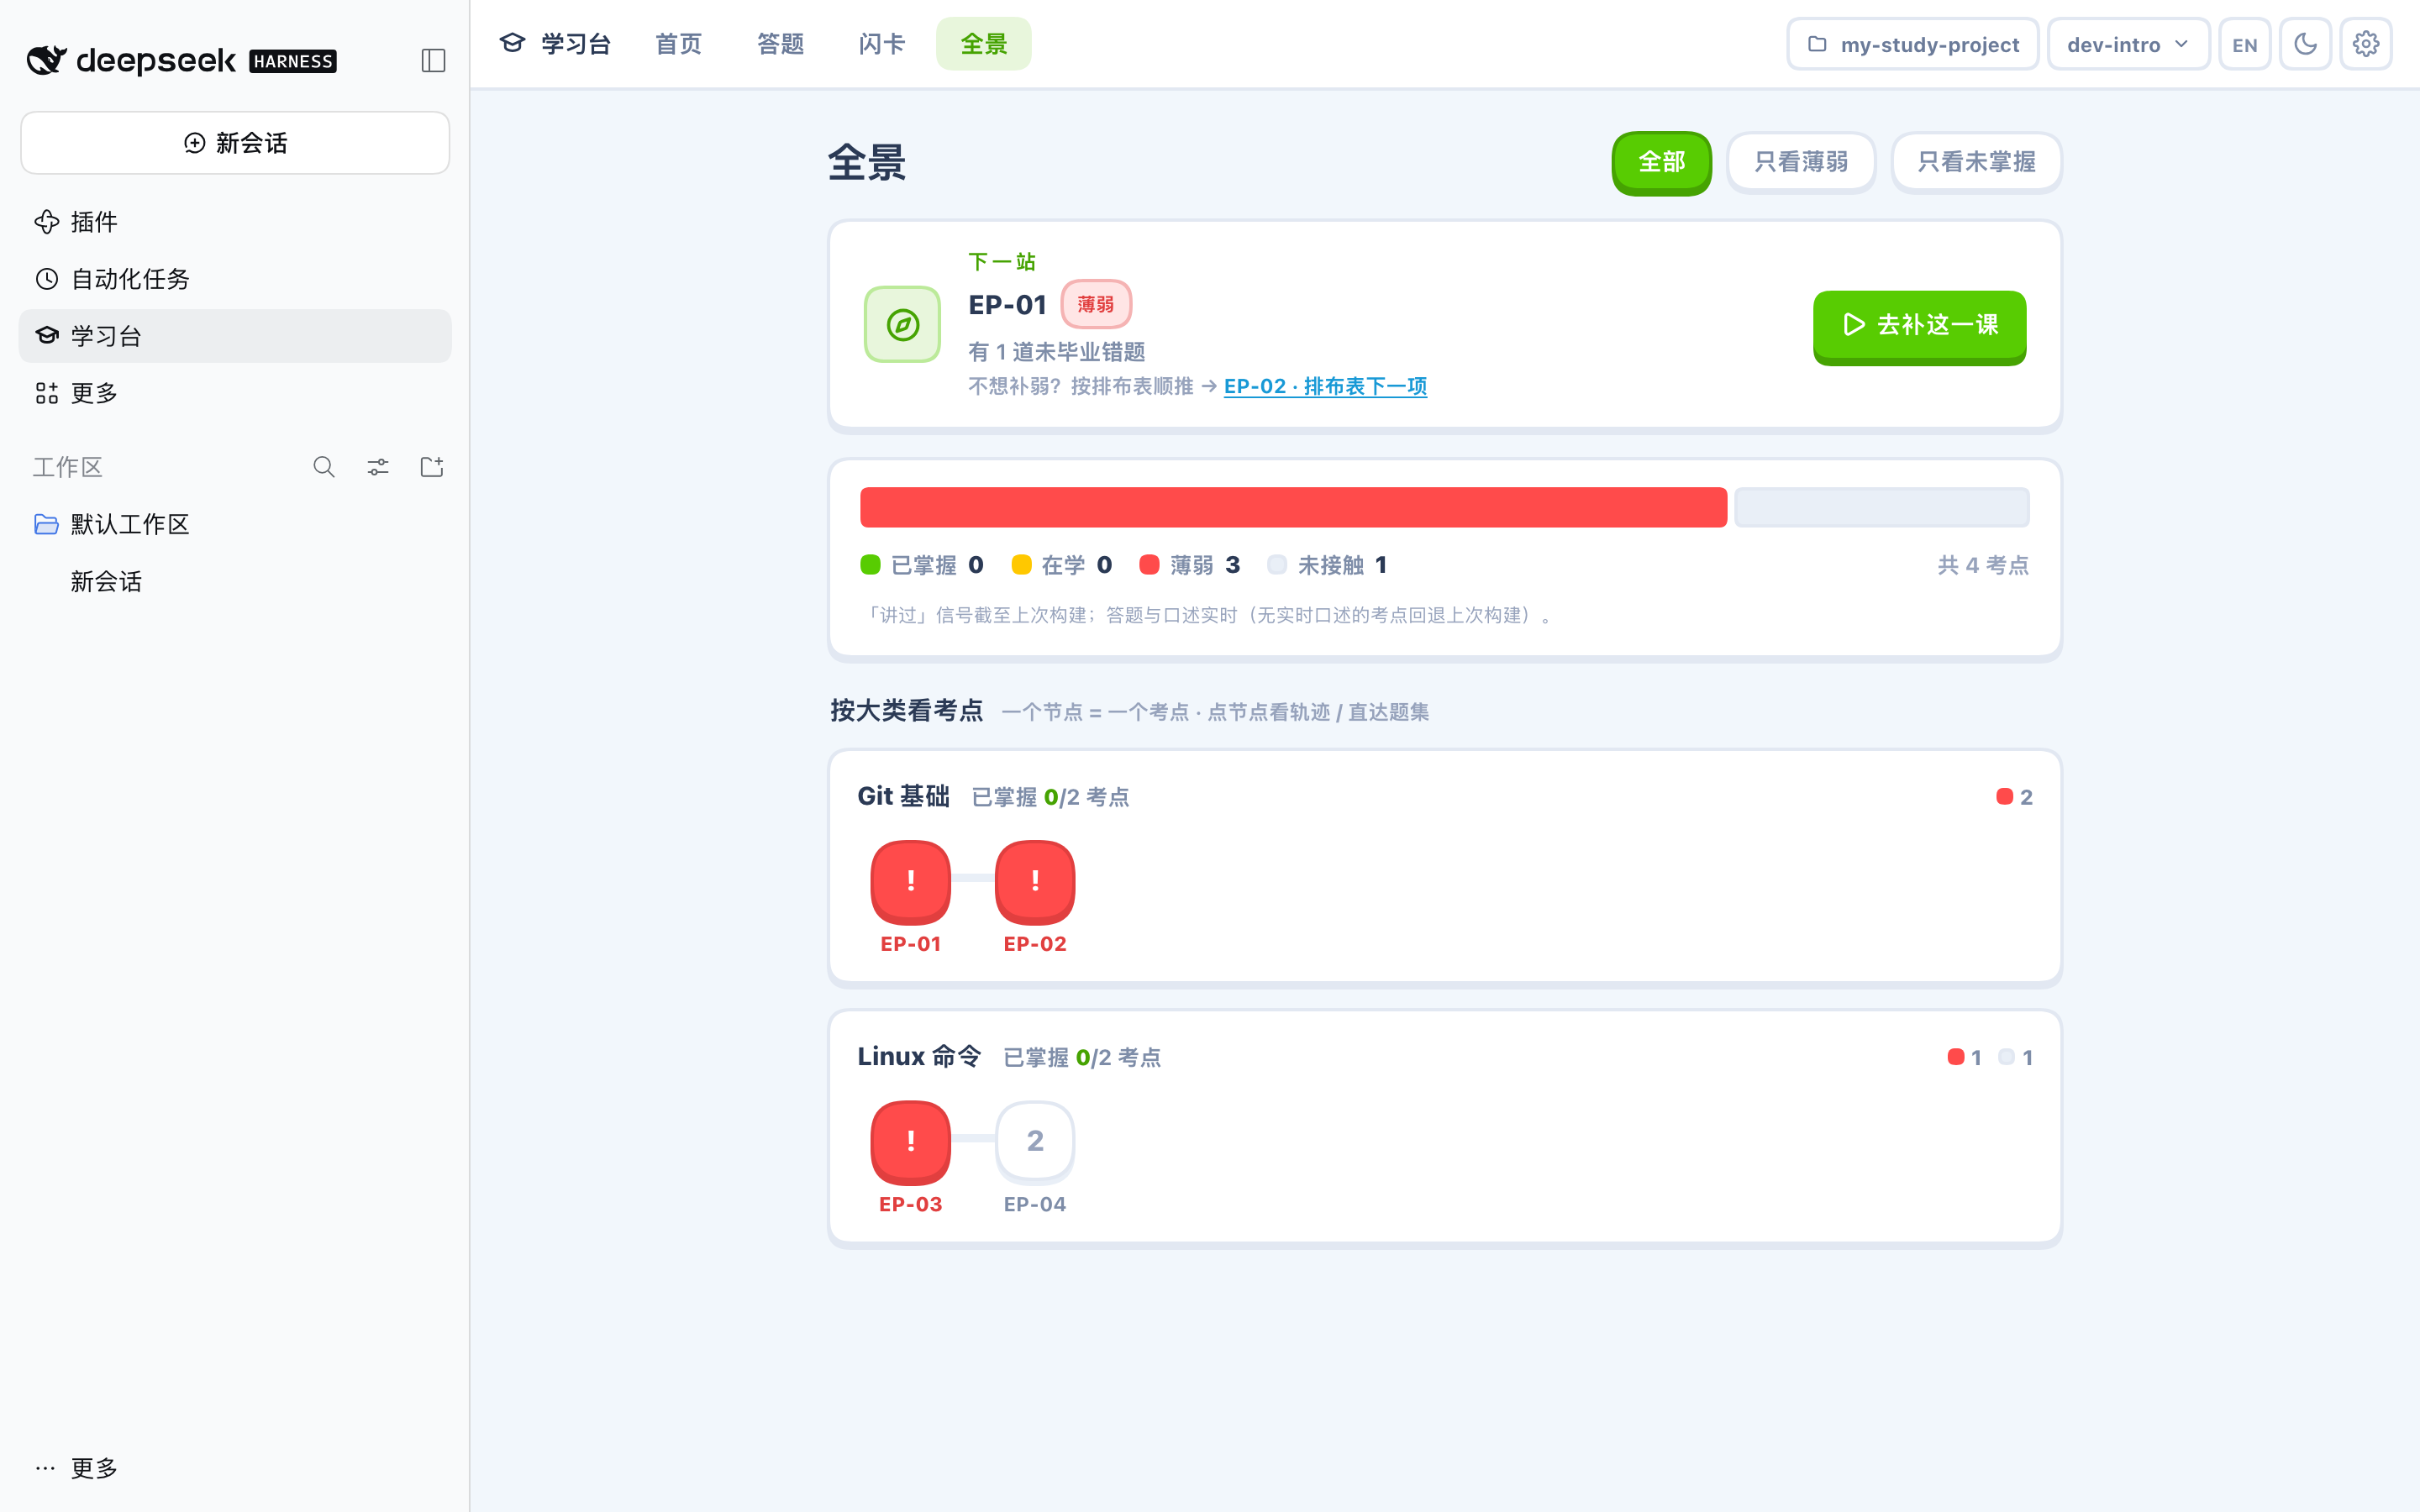 deepseek HARNESS
新会话
插件
自动化任务
学习台
更多
工作区
默认工作区
新会话
更多
学习台 首页 答题 闪卡 全景
my-study-project dev-intro EN
全景
全部 只看薄弱 只看未掌握
下一站
EP-01 薄弱
有 1 道未毕业错题
不想补弱？按排布表顺推 → EP-02 · 排布表下一项
去补这一课
已掌握 0 在学 0 薄弱 3 未接触 1 共 4 考点
「讲过」信号截至上次构建；答题与口述实时（无实时口述的考点回退上次构建）。
按大类看考点 一个节点 = 一个考点 · 点节点看轨迹 / 直达题集
Git 基础 已掌握 0/2 考点 2
! !
EP-01 EP-02
Linux 命令 已掌握 0/2 考点 1 1
! 2
EP-03 EP-04